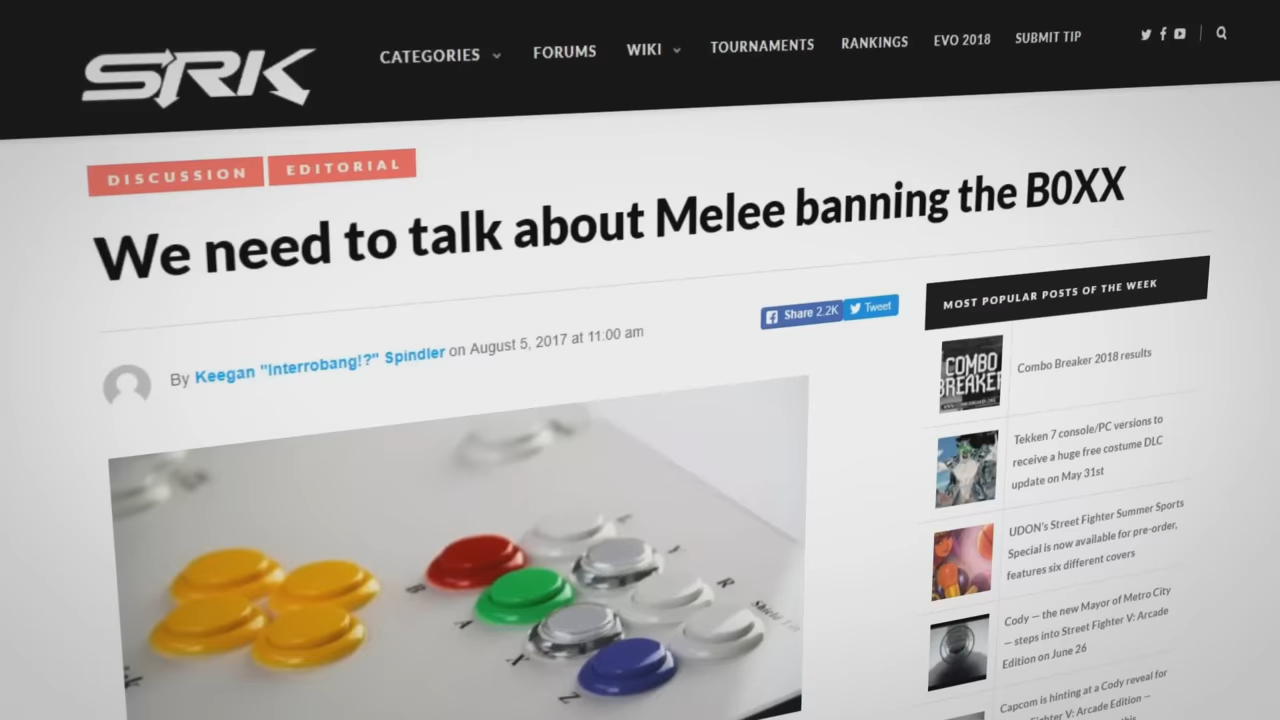 SRK
CATEGORIES FORUMS WIKI TOURNAMENTS RANKINGS EVO 2018 SUBMIT TIP
DISCUSSION EDITORIAL
We need to talk about Melee banning the B0XX
By Keegan "Interrobang!?" Spindler on August 5, 2017 at 11:00 am
Share 2.2K Tweet
B
A
X
Z
R
MOST POPULAR POSTS OF THE WEEK
COMBO
BREAKER
Combo Breaker 2018 results
Tekken 7 console/PC versions to
receive a huge free costume DLC
update on May 31st
UDON's Street Fighter Summer Sports
Special is now available for pre-order,
features six different covers
Cody — the new Mayor of Metro City
— steps into Street Fighter V: Arcade
Edition on June 26
Capcom is hinting at a Cody reveal for
Fighter V: Arcade Edition —
this